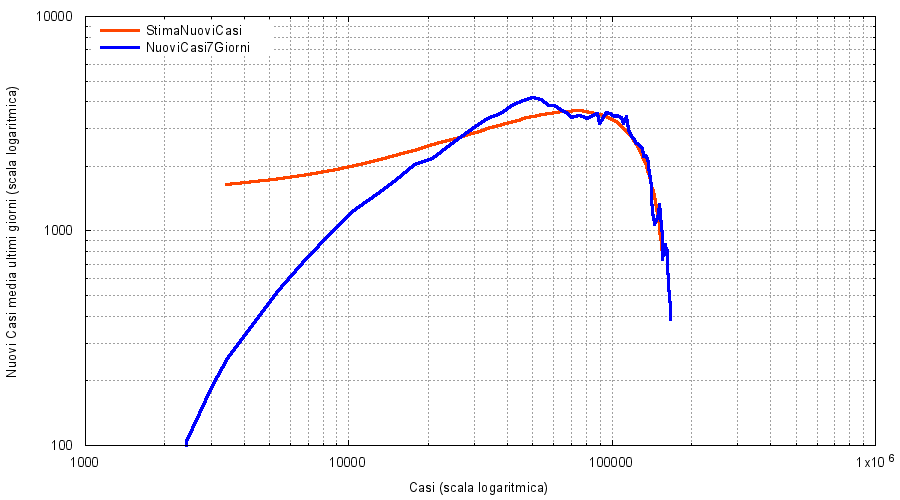 10000
StimaNuoviCasi
NuoviCasi7Giorni
Nuovi Casi media ultimi giorni (scala logaritmica)
1000
100
1000
10000
100000
1x10 6
Casi (scala logaritmica)